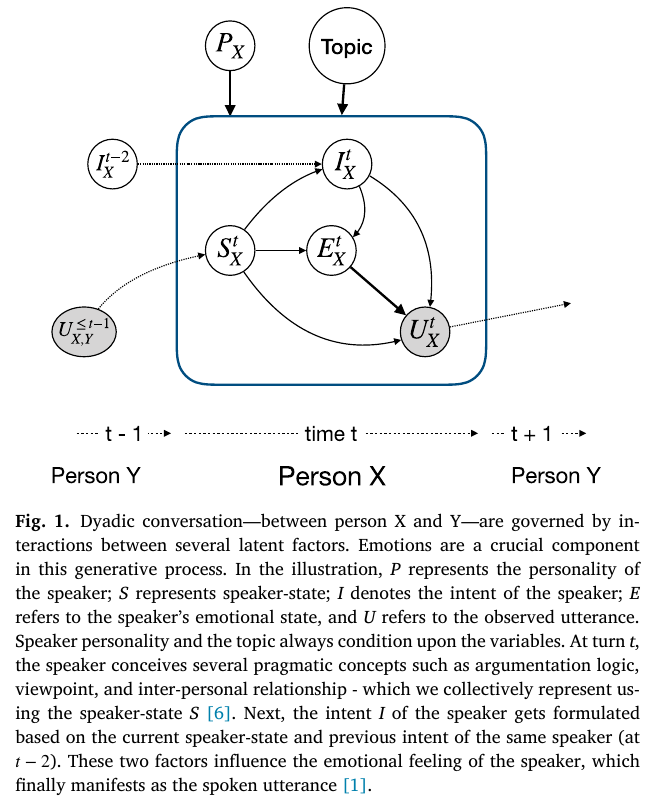 P_X
Topic
I_X^{t-2}
I_X^t
S_X^t
E_X^t
U_{X,Y}^{≤t-1}
U_X^t
t - 1
time t
t + 1
Person Y
Person X
Person Y
Fig. 1. Dyadic conversation—between person X and Y—are governed by in-
teractions between several latent factors. Emotions are a crucial component
in this generative process. In the illustration, P represents the personality of
the speaker; S represents speaker-state; I denotes the intent of the speaker; E
refers to the speaker's emotional state, and U refers to the observed utterance.
Speaker personality and the topic always condition upon the variables. At turn t,
the speaker conceives several pragmatic concepts such as argumentation logic,
viewpoint, and inter-personal relationship - which we collectively represent us-
ing the speaker-state S [6]. Next, the intent I of the speaker gets formulated
based on the current speaker-state and previous intent of the same speaker (at
t − 2). These two factors influence the emotional feeling of the speaker, which
finally manifests as the spoken utterance [1].